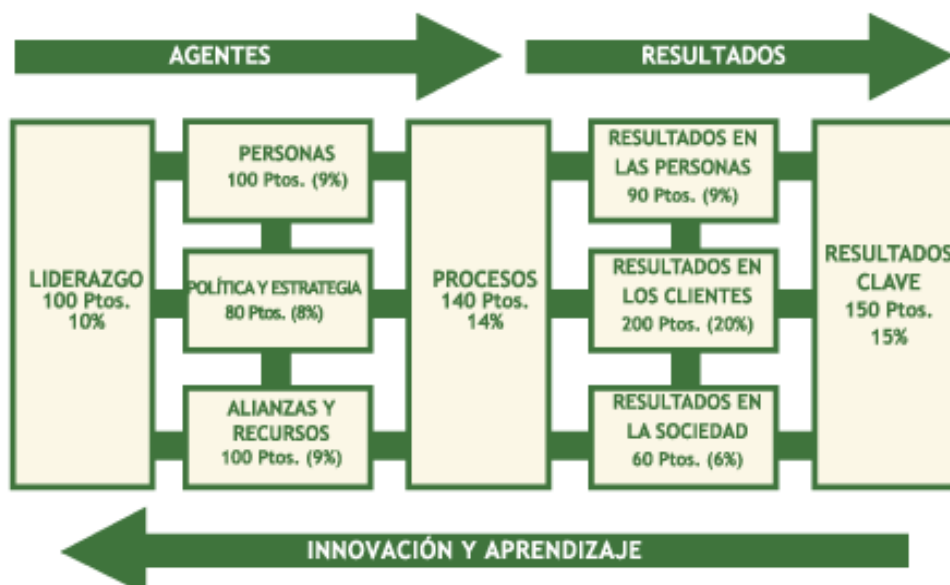 AGENTES
RESULTADOS
LIDERAZGO
100 Ptos.
10%
PERSONAS
100 Ptos. (9%)
POLÍTICA Y ESTRATEGIA
80 Ptos. (8%)
ALIANZAS Y
RECURSOS
100 Ptos. (9%)
PROCESOS
140 Ptos.
14%
RESULTADOS EN
LAS PERSONAS
90 Ptos. (9%)
RESULTADOS EN
LOS CLIENTES
200 Ptos. (20%)
RESULTADOS EN
LA SOCIEDAD
60 Ptos. (6%)
RESULTADOS
CLAVE
150 Ptos.
15%
INNOVACIÓN Y APRENDIZAJE